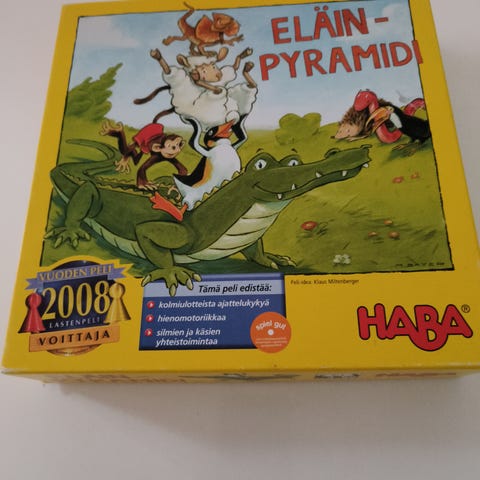 ELÄIN-
PYRAMIDI
M. BAYER
Peli-idea: Klaus Miltenberger
VUODEN PELI
2008
LASTENPELI
VOITTAJA
Tämä peli edistää:
kolmiulotteista ajattelukykyä
hienomotoriikkaa
silmien ja käsien
yhteistoimintaa
spiel gut
HABA®